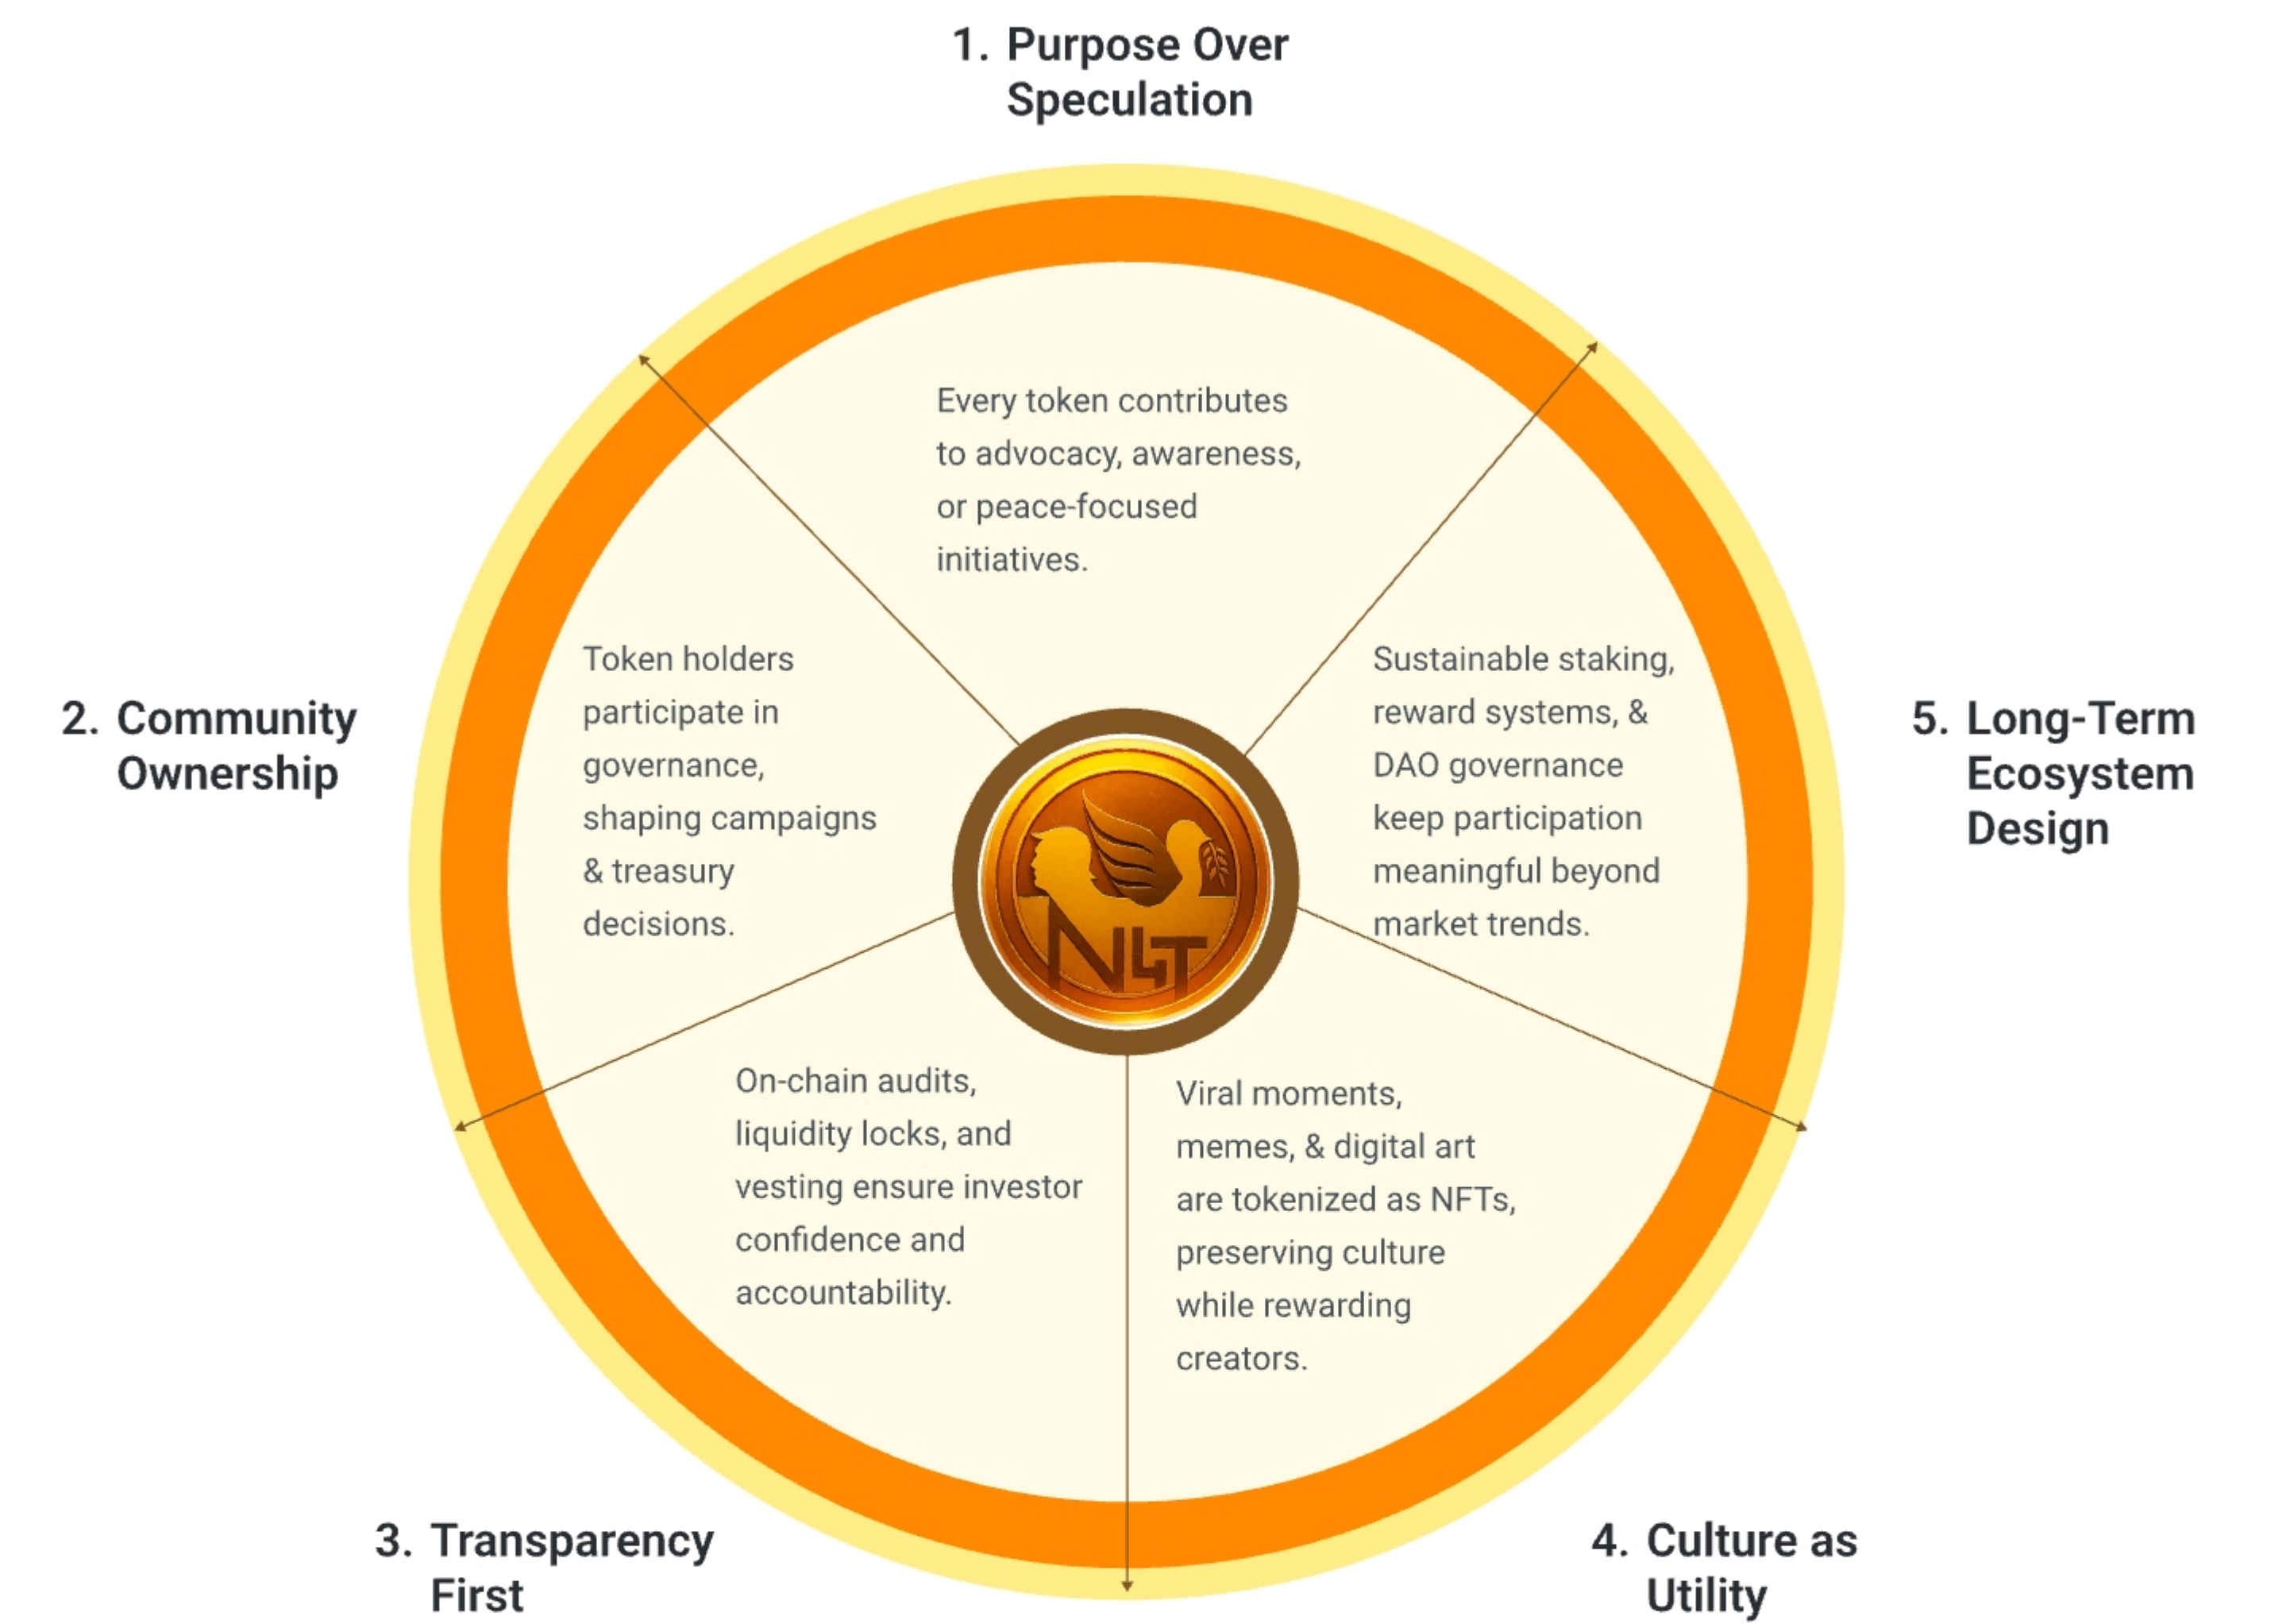 1. Purpose Over
Speculation
Every token contributes
to advocacy, awareness,
or peace-focused
initiatives.
2. Community
Ownership
Token holders
participate in
governance,
shaping campaigns
& treasury
decisions.
3. Transparency
First
On-chain audits,
liquidity locks, and
vesting ensure investor
confidence and
accountability.
4. Culture as
Utility
Viral moments,
memes, & digital art
are tokenized as NFTs,
preserving culture
while rewarding
creators.
5. Long-Term
Ecosystem
Design
Sustainable staking,
reward systems, &
DAO governance
keep participation
meaningful beyond
market trends.
N4T